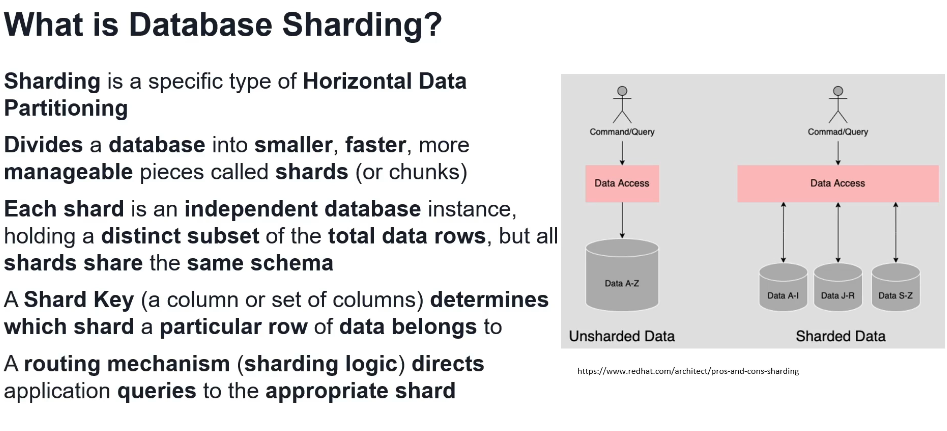 What is Database Sharding?
Sharding is a specific type of Horizontal Data
Partitioning
Divides a database into smaller, faster, more
manageable pieces called shards (or chunks)
Each shard is an independent database instance,
holding a distinct subset of the total data rows, but all
shards share the same schema
A Shard Key (a column or set of columns) determines
which shard a particular row of data belongs to
A routing mechanism (sharding logic) directs
application queries to the appropriate shard
Command/Query
Data Access
Data A-Z
Unsharded Data
Commad/Query
Data Access
Data A-I
Data J-R
Data S-Z
Sharded Data
https://www.redhat.com/architect/pros-and-cons-sharding